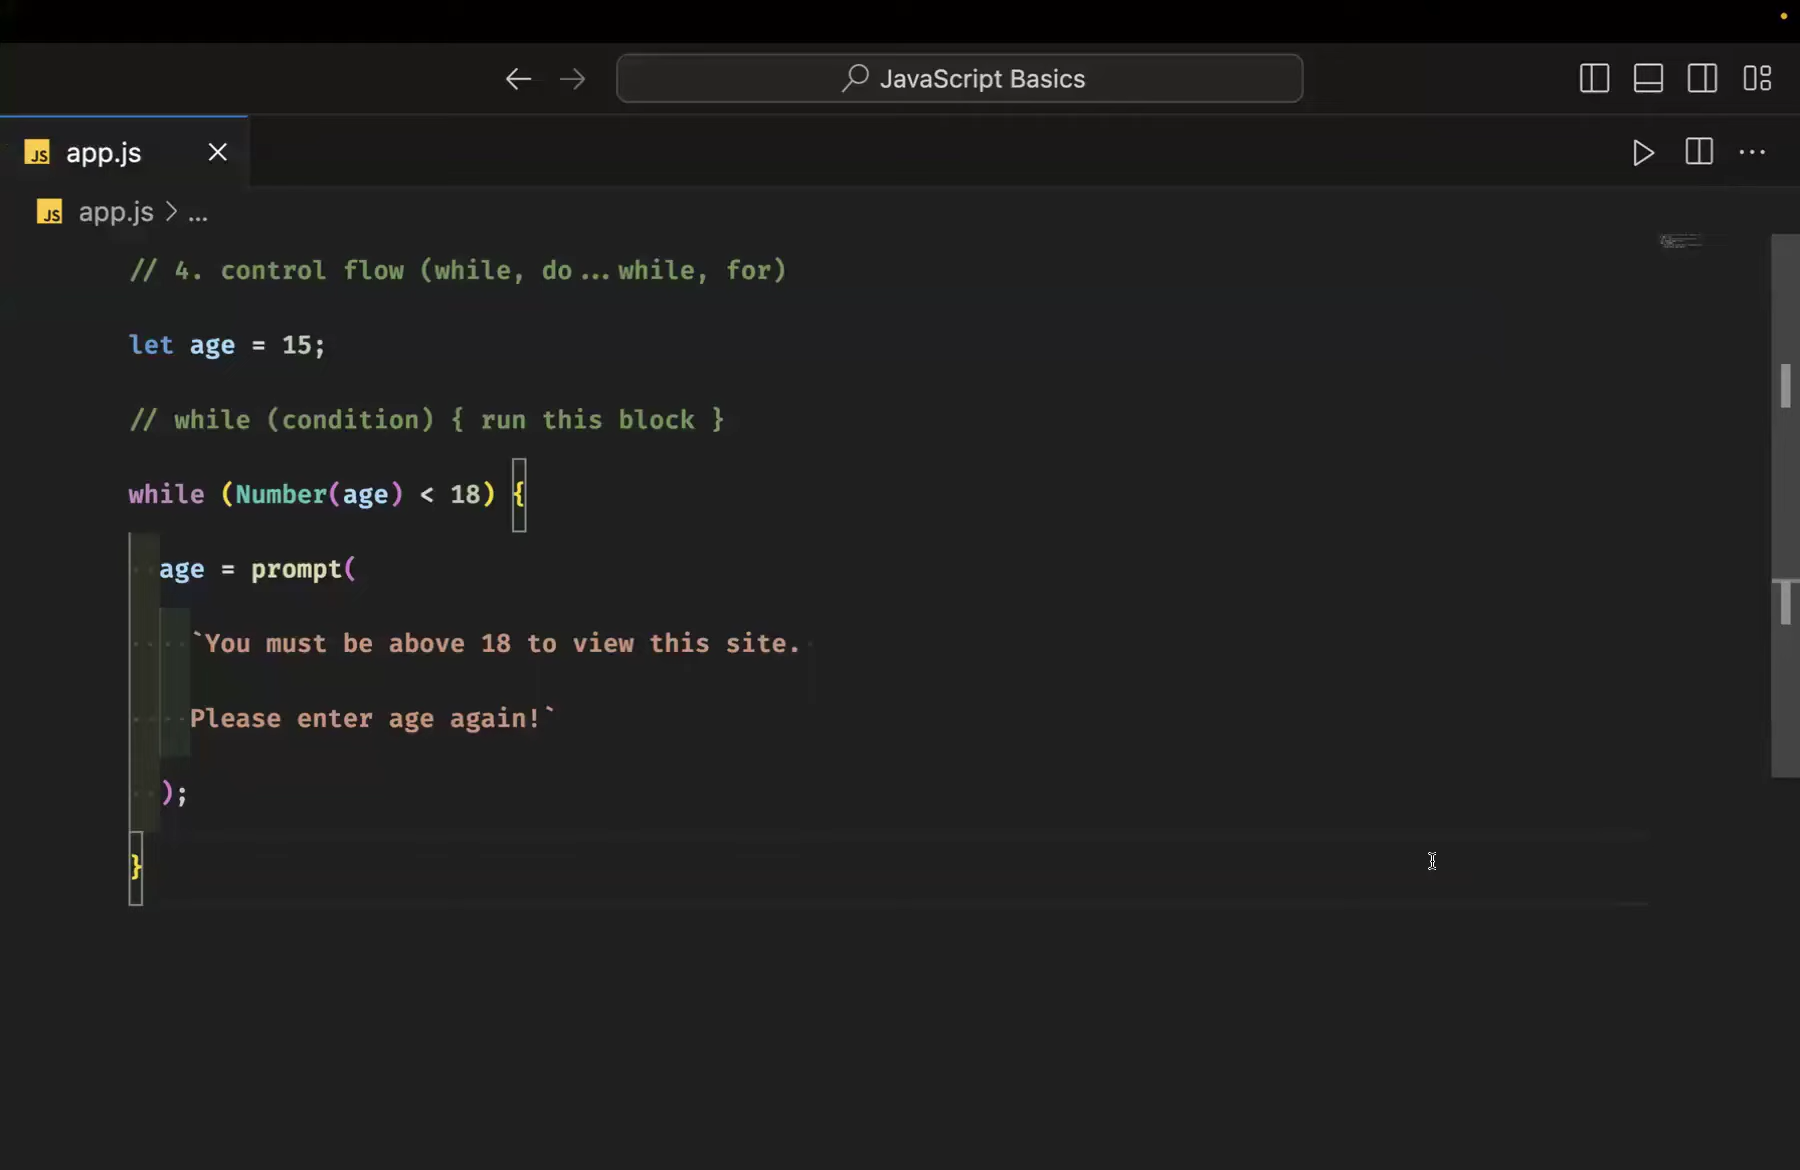 JavaScript Basics
JS app.js
JS app.js > ...
// 4. control flow (while, do...while, for)
let age = 15;
// while (condition) { run this block }
while (Number(age) < 18) {
age = prompt(
`You must be above 18 to view this site.
Please enter age again!`
);
}